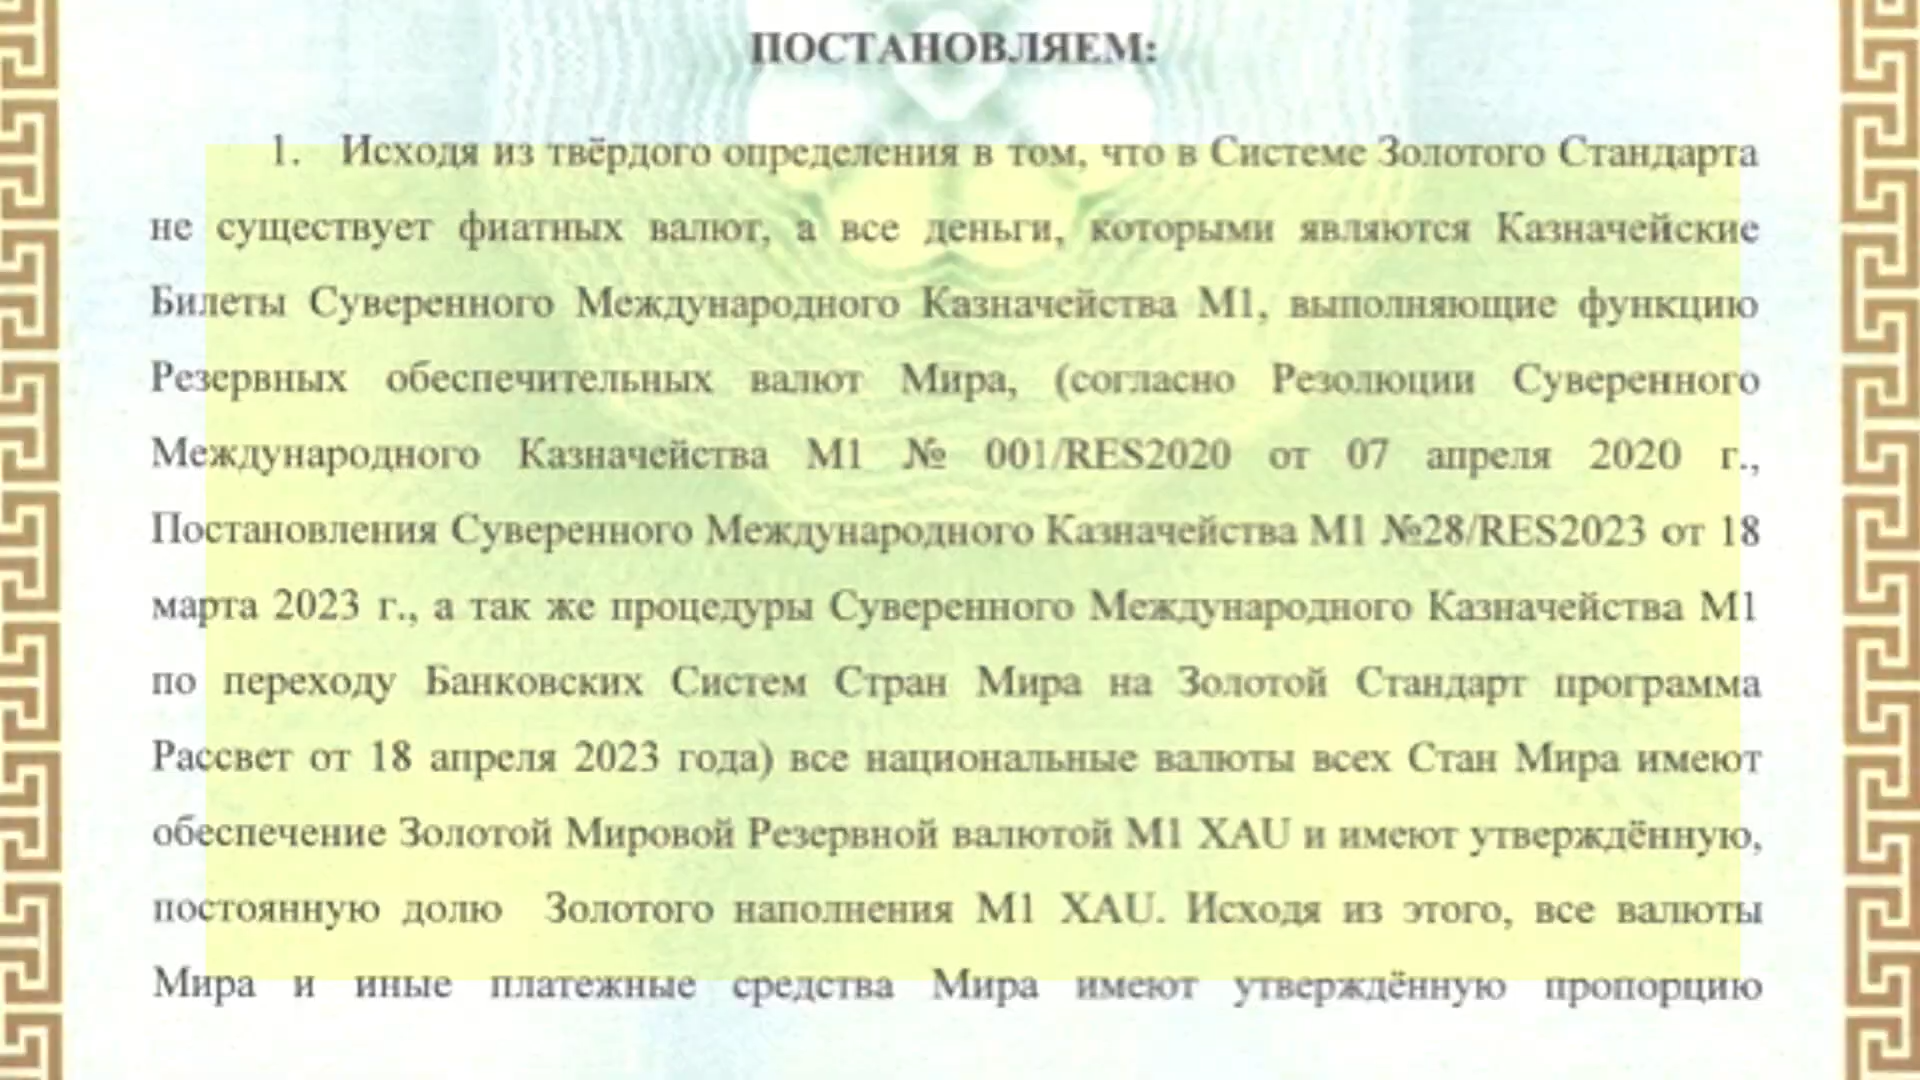 ПОСТАНОВЛЯЕМ:
1. Исходя из твёрдого определения в том, что в Системе Золотого Стандарта
не существует фиатных валют, а все деньги, которыми являются Казначейские
Билеты Суверенного Международного Казначейства М1, выполняющие функцию
Резервных обеспечительных валют Мира, (согласно Резолюции Суверенного
Международного Казначейства М1 № 001/RES2020 от 07 апреля 2020 г.,
Постановления Суверенного Международного Казначейства М1 №28/RES2023 от 18
марта 2023 г., а так же процедуры Суверенного Международного Казначейства М1
по переходу Банковских Систем Стран Мира на Золотой Стандарт программа
Рассвет от 18 апреля 2023 года) все национальные валюты всех Стан Мира имеют
обеспечение Золотой Мировой Резервной валютой М1 XAU и имеют утверждённую,
постоянную долю Золотого наполнения М1 XAU. Исходя из этого, все валюты
Мира и иные платежные средства Мира имеют утверждённую пропорцию